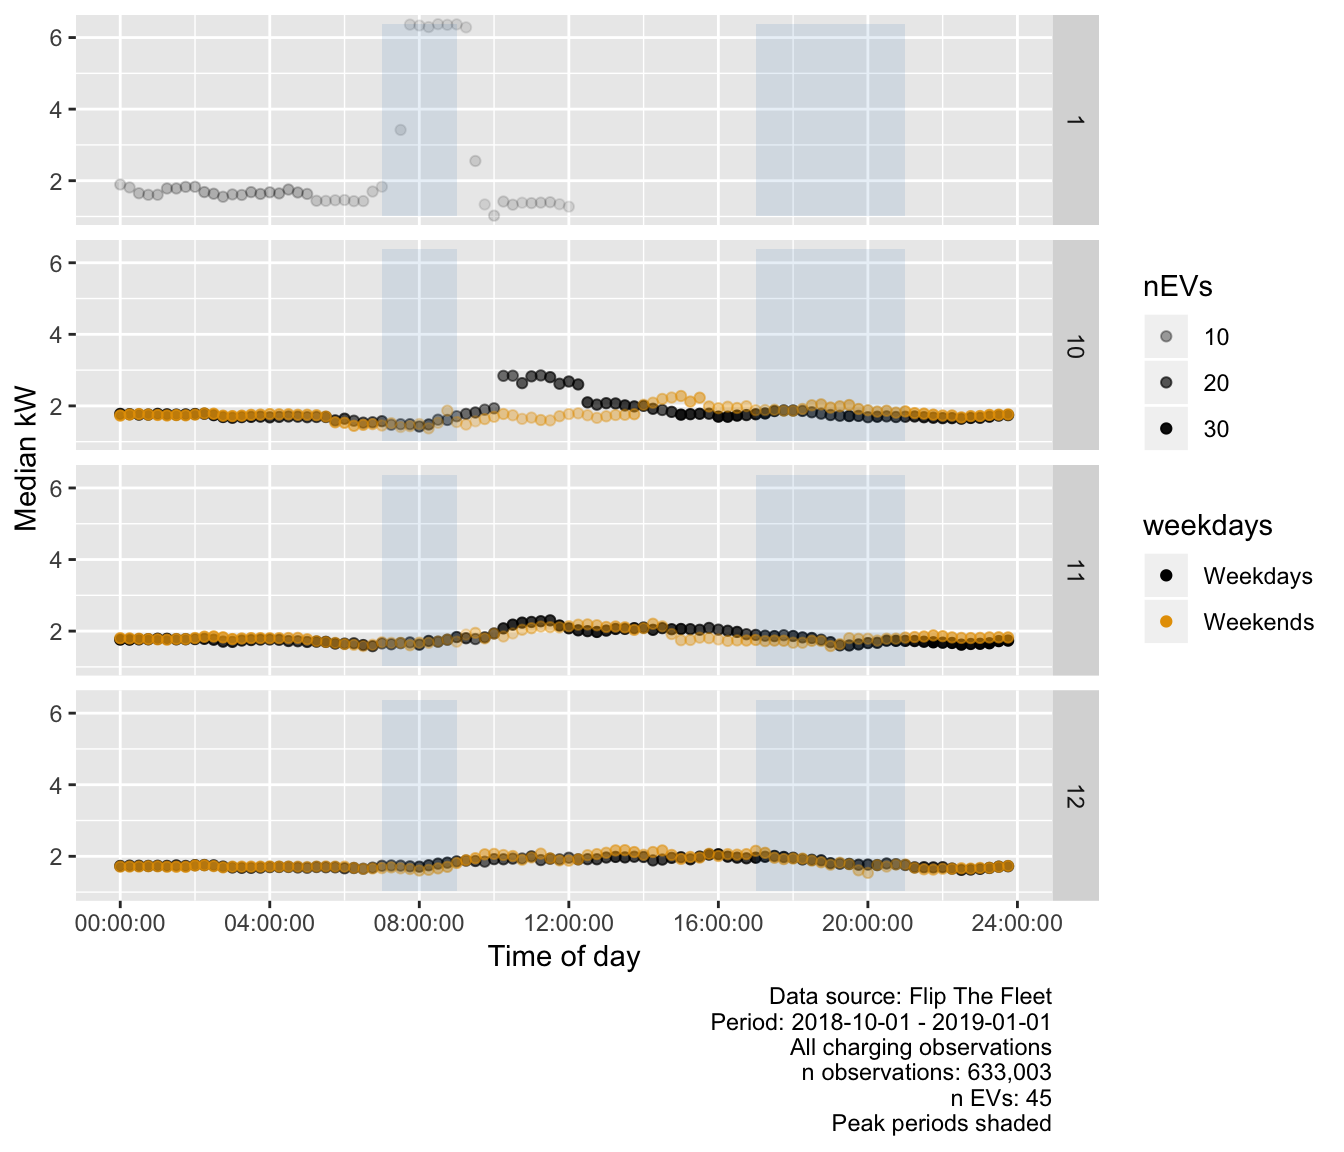 6
4
2
1
6
4
2
10
6
4
2
11
6
4
2
12
Median kW
00:00:00 04:00:00 08:00:00 12:00:00 16:00:00 20:00:00 24:00:00
Time of day
nEVs
10
20
30
weekdays
Weekdays
Weekends
Data source: Flip The Fleet
Period: 2018-10-01 - 2019-01-01
All charging observations
n observations: 633,003
n EVs: 45
Peak periods shaded